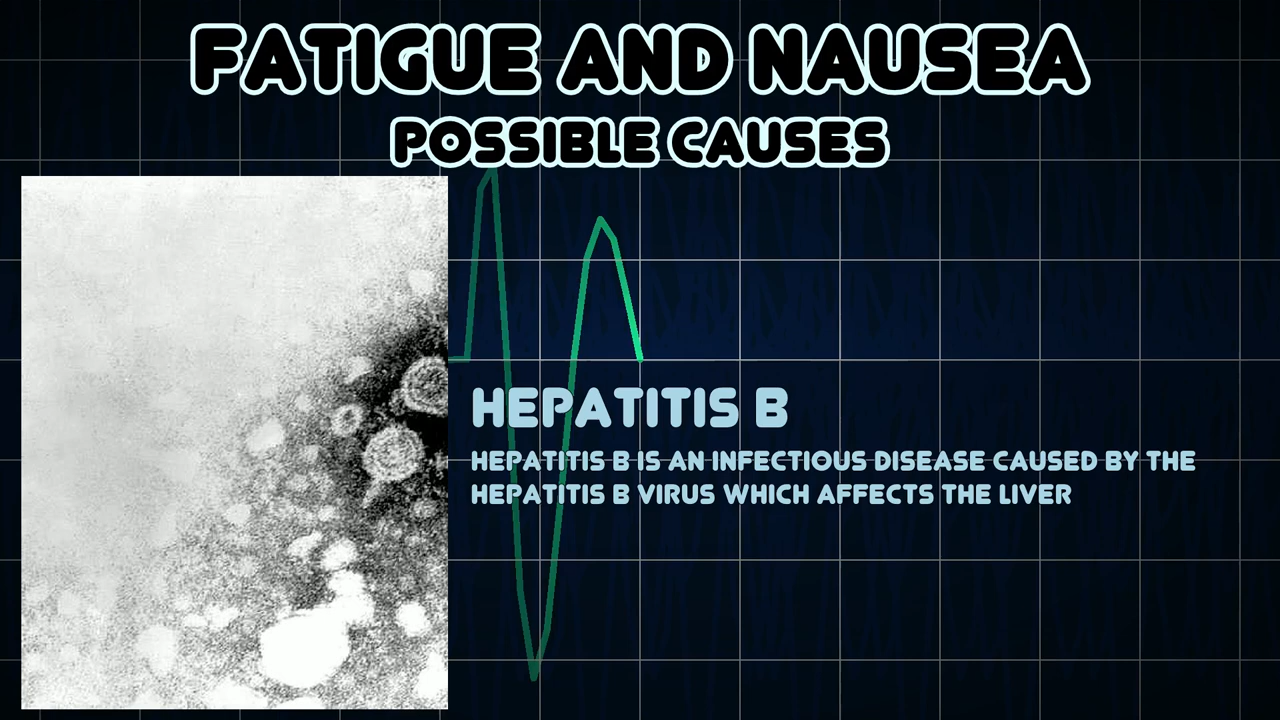 FATIGUE AND NAUSEA
POSSIBLE CAUSES
HEPATITIS B
HEPATITIS B IS AN INFECTIOUS DISEASE CAUSED BY THE
HEPATITIS B VIRUS WHICH AFFECTS THE LIVER